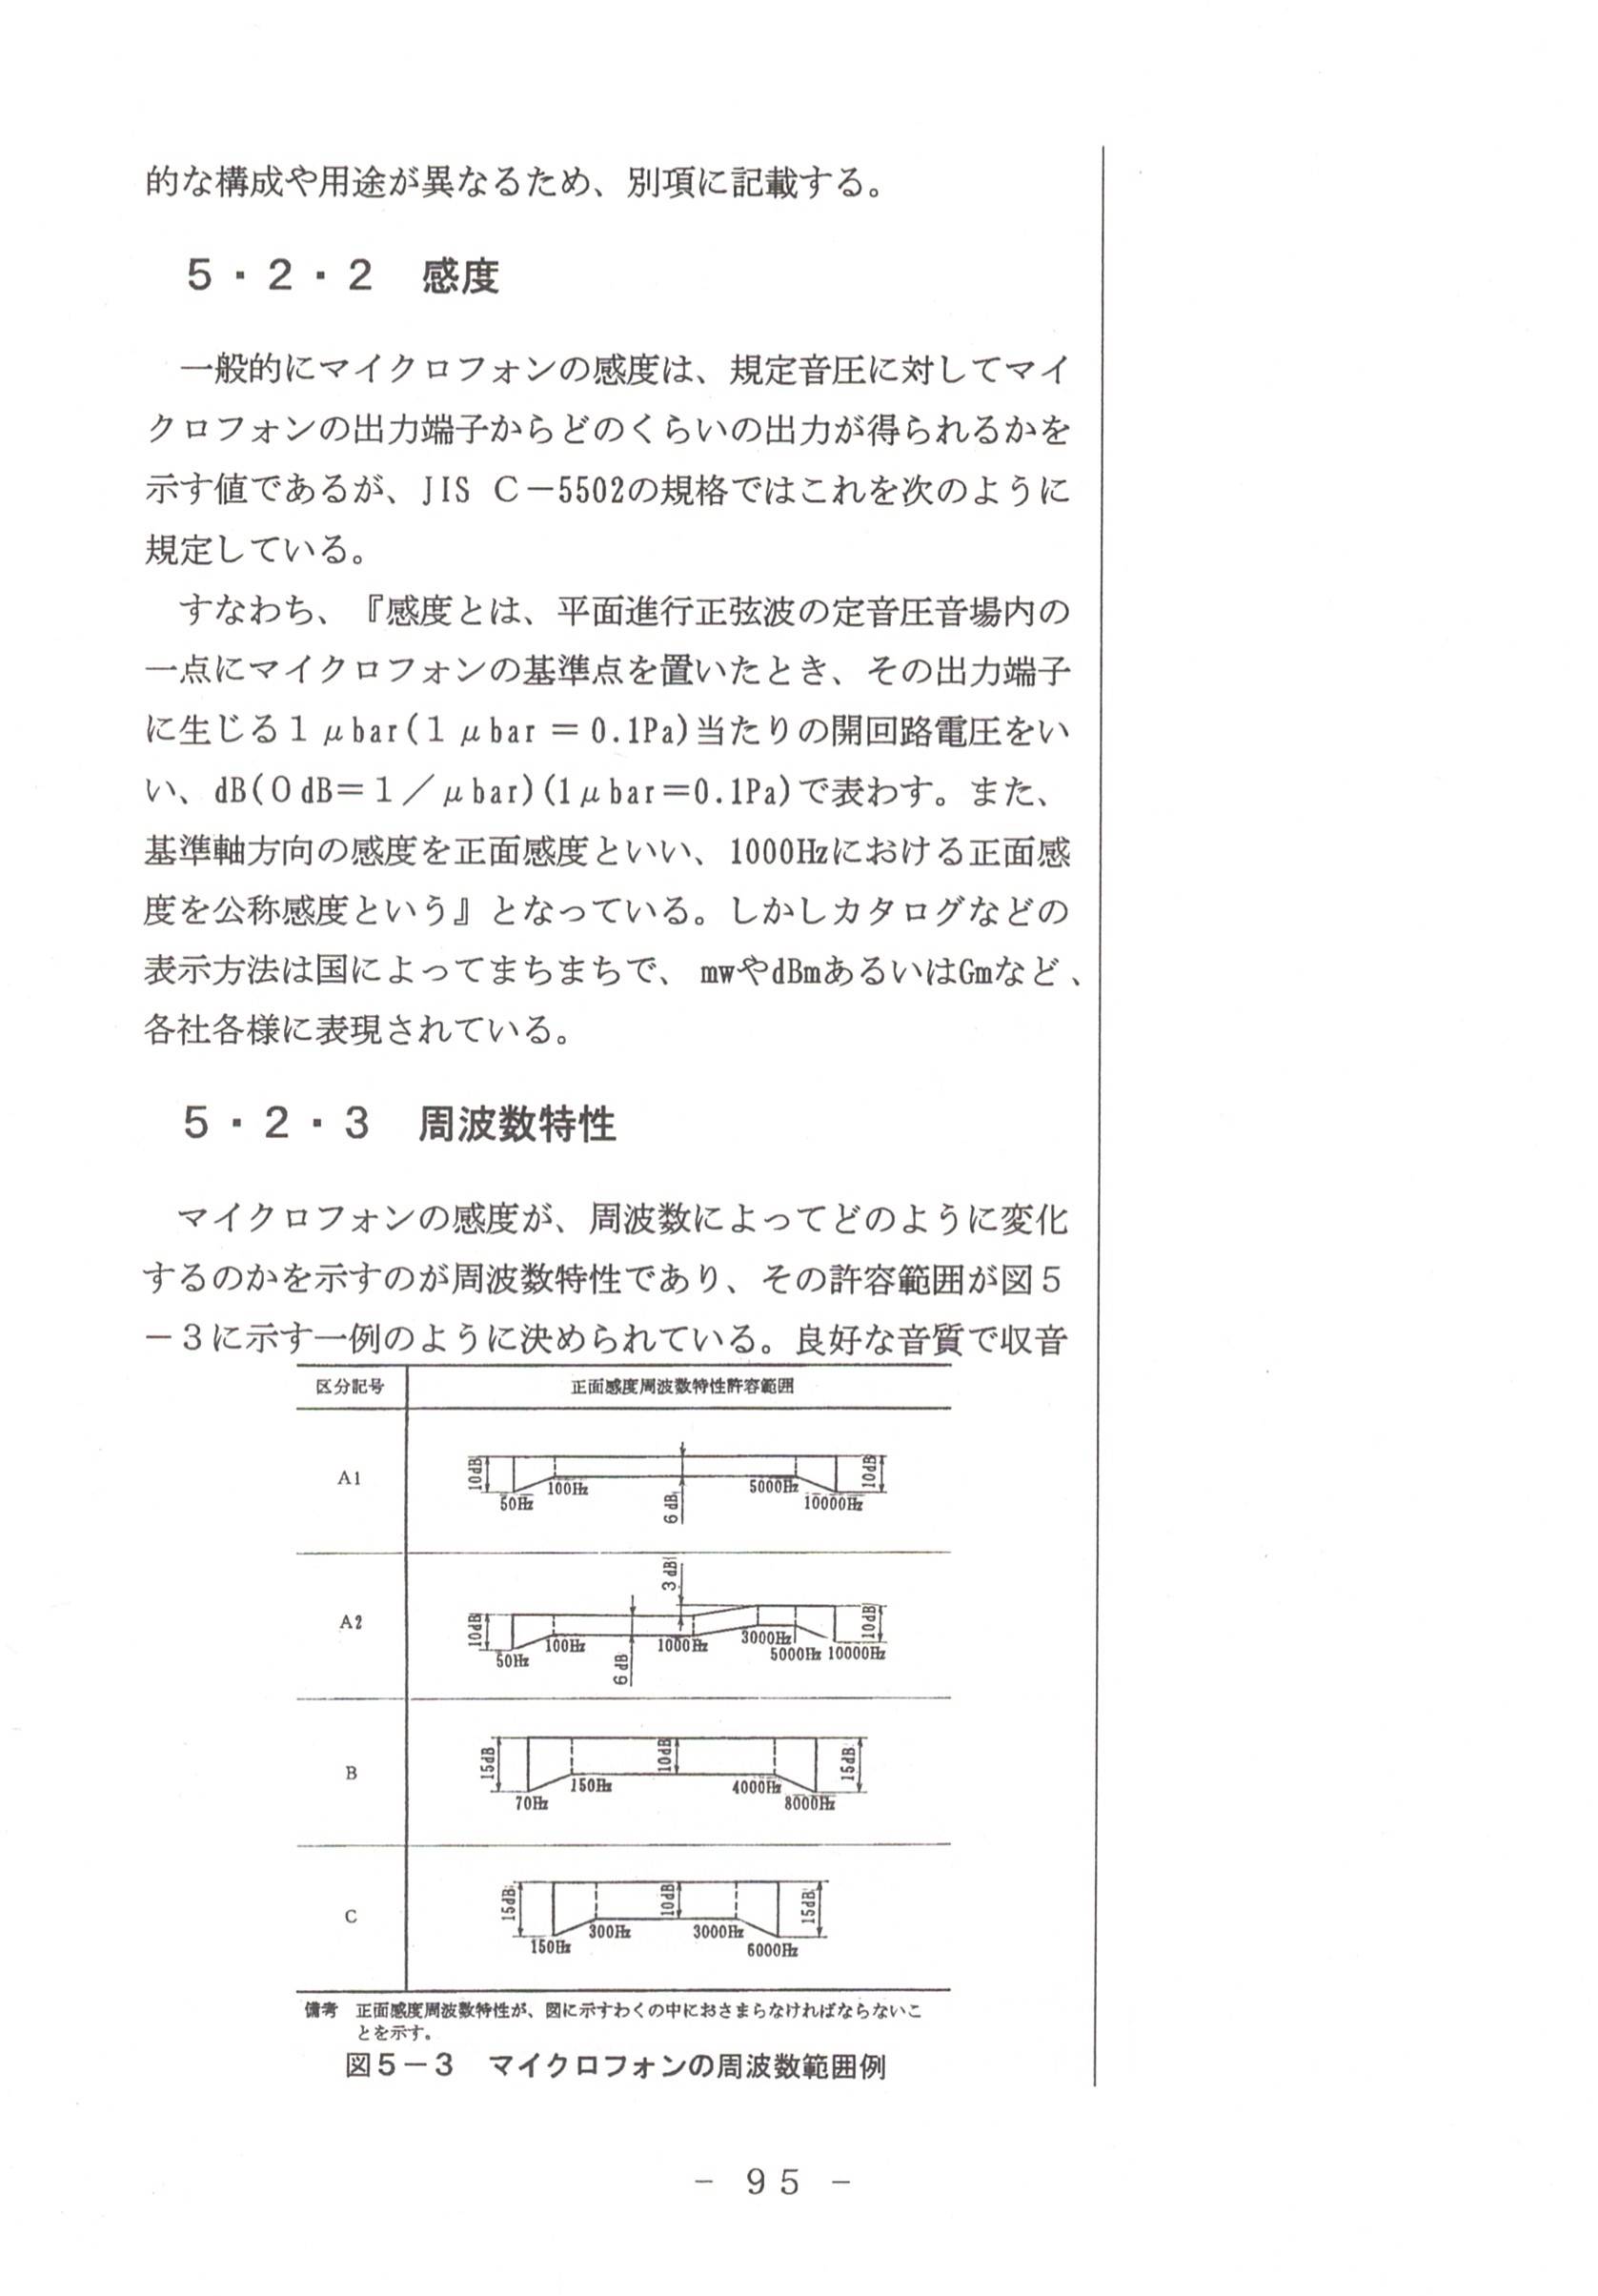 的な構成や用途が異なるため、別項に記載する。
5・2・2 感度
一般的にマイクロフォンの感度は、規定音圧に対してマイ
クロフォンの出力端子からどのくらいの出力が得られるかを
示す値であるが、JIS C－5502の規格ではこれを次のように
規定している。
すなわち、『感度とは、平面進行正弦波の定音圧音場内の
一点にマイクロフォンの基準点を置いたとき、その出力端子
に生じる1μbar(1μbar = 0.1Pa)当たりの開回路電圧をい
い、dB(0dB=1／μbar)(1μbar=0.1Pa)で表わす。また、
基準軸方向の感度を正面感度といい、1000Hzにおける正面感
度を公称感度という』となっている。しかしカタログなどの
表示方法は国によってまちまちで、mwやdBmあるいはGmなど、
各社各様に表現されている。
5・2・3 周波数特性
マイクロフォンの感度が、周波数によってどのように変化
するのかを示すのが周波数特性であり、その許容範囲が図5
－3に示す一例のように決められている。良好な音質で収音
区分記号 正面感度周波数特性許容範囲
A1
10dB 10dB
100Hz 5000Hz
50Hz 6dB 10000Hz
A2
3dB
10dB 10dB
100Hz 1000Hz 3000Hz
50Hz 6dB 5000Hz 10000Hz
B
15dB 10dB 15dB
150Hz 4000Hz
70Hz 8000Hz
C
15dB 10dB 15dB
300Hz 3000Hz
150Hz 6000Hz
備考 正面感度周波数特性が、図に示すわくの中におさまらなければならないこ
とを示す。
図5－3 マイクロフォンの周波数範囲例
- 95 -